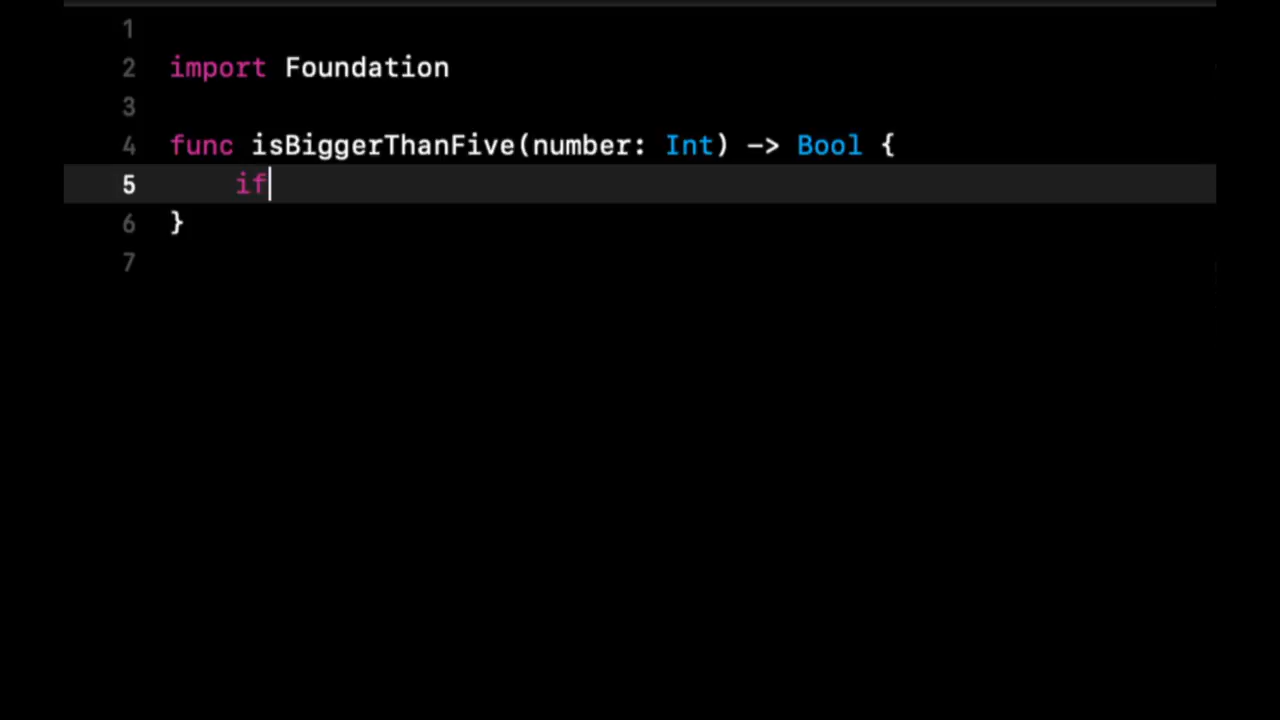 1
2 import Foundation
3
4 func isBiggerThanFive(number: Int) -> Bool {
5     if
6 }
7